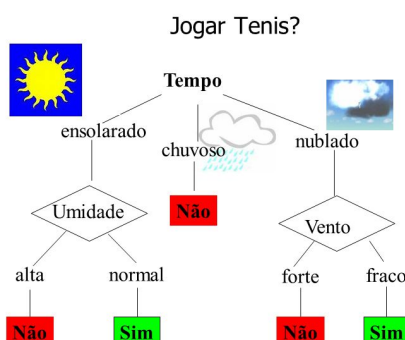 Jogar Tenis?
Tempo
ensolarado
chuvoso
nublado
Umidade
Não
Vento
alta
normal
forte
fraco
Não
Sim
Não
Sim